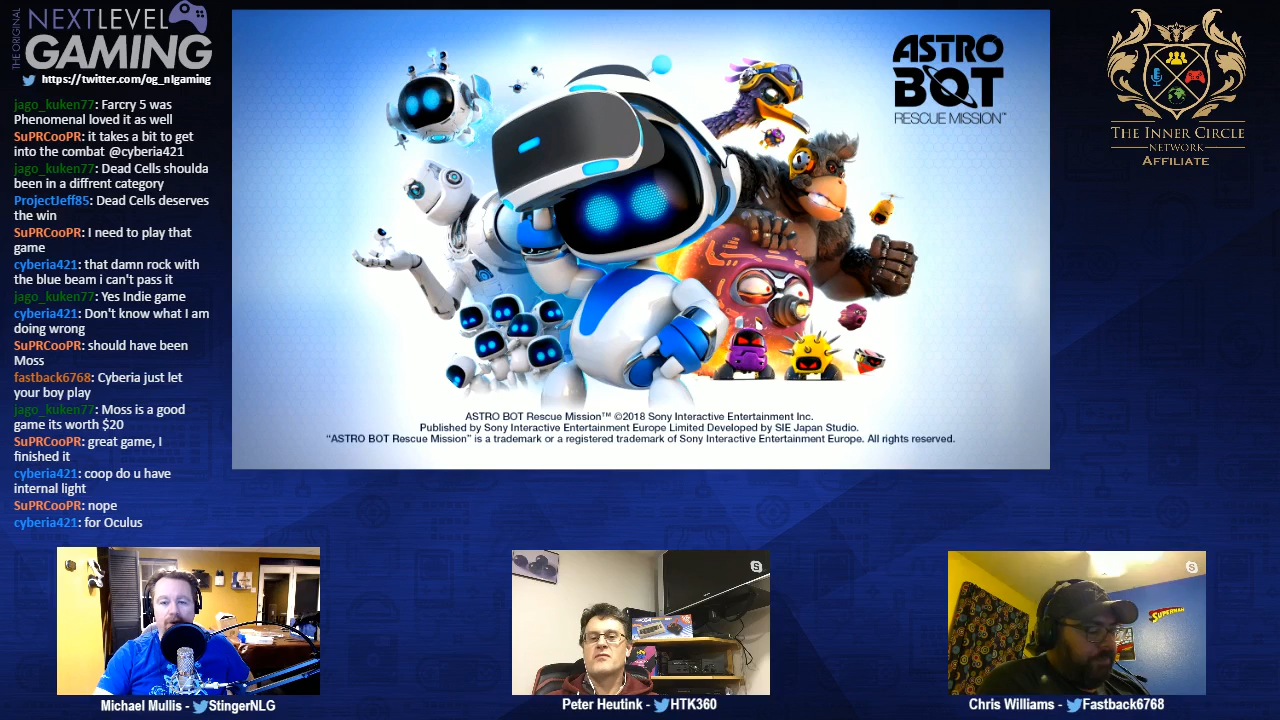 THE ORIGINAL
NEXTLEVEL
GAMING
https://twitter.com/og_nlgaming
jago_kuken77: Farcry 5 was
Phenomenal loved it as well
SuPRCooPR: it takes a bit to get
into the combat @cyberia421
jago_kuken77: Dead Cells shoulda
been in a diffrent category
ProjectJeff85: Dead Cells deserves
the win
SuPRCooPR: I need to play that
game
cyberia421: that damn rock with
the blue beam i can't pass it
jago_kuken77: Yes Indie game
cyberia421: Don't know what I am
doing wrong
SuPRCooPR: should have been
Moss
fastback6768: Cyberia just let
your boy play
jago_kuken77: Moss is a good
game its worth $20
SuPRCooPR: great game, I
finished it
cyberia421: coop do u have
internal light
SuPRCooPR: nope
cyberia421: for Oculus
ASTRO
BOT
RESCUE MISSION™
ASTRO BOT Rescue Mission™ ©2018 Sony Interactive Entertainment Inc.
Published by Sony Interactive Entertainment Europe Limited Developed by SIE Japan Studio.
“ASTRO BOT Rescue Mission” is a trademark or a registered trademark of Sony Interactive Entertainment Europe. All rights reserved.
THE INNER CIRCLE
NETWORK
AFFILIATE
SUPERMAN
Michael Mullis - StingerNLG
Peter Heutink - HTK360
Chris Williams - Fastback6768